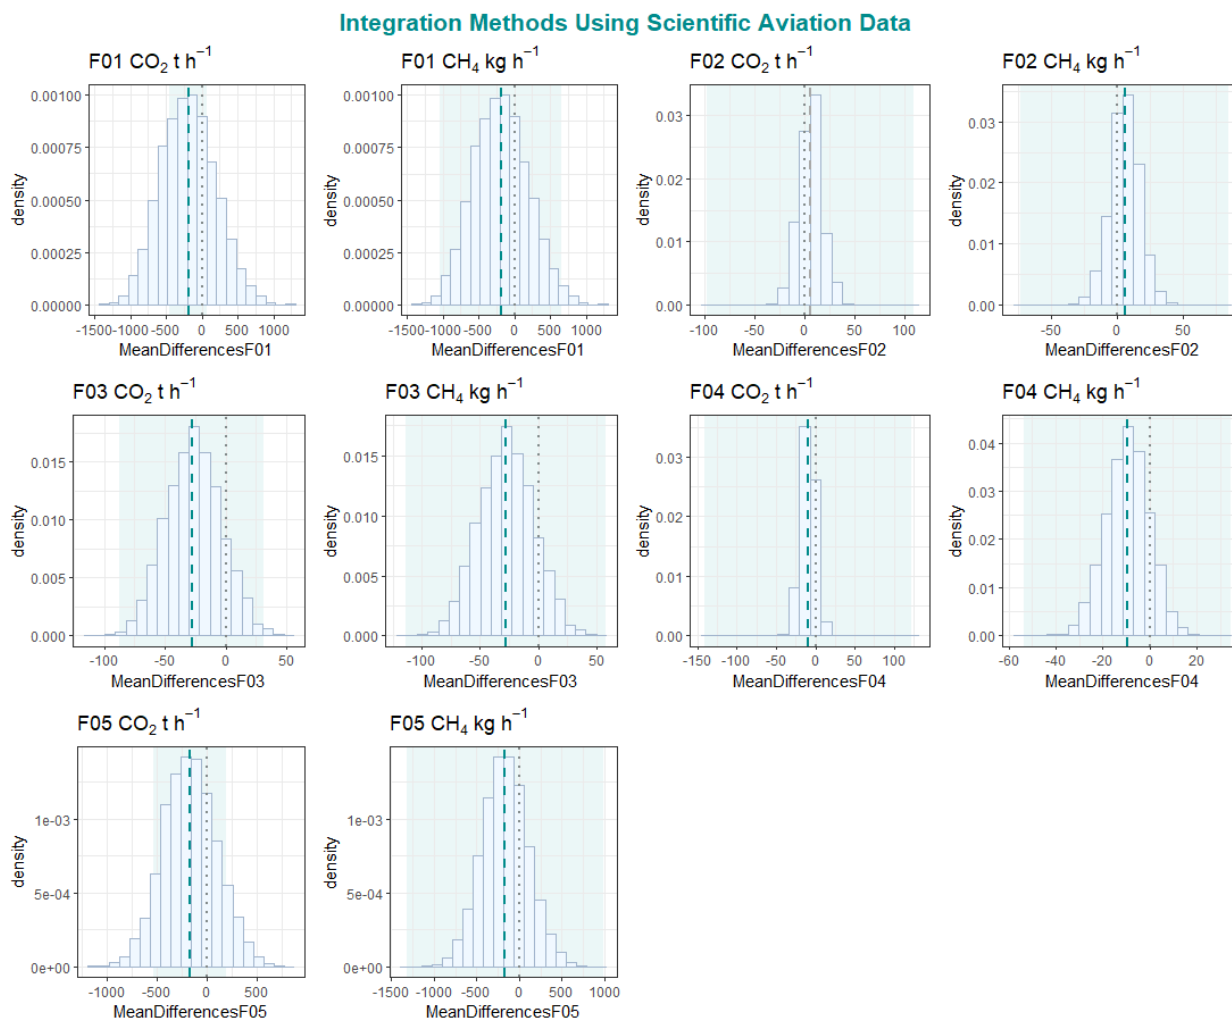 Integration Methods Using Scientific Aviation Data
F01 CO₂ t h⁻¹
density
0.00100
0.00075
0.00050
0.00025
0.00000
-1500 -1000 -500 0 500 1000
MeanDifferencesF01
F01 CH₄ kg h⁻¹
density
0.00100
0.00075
0.00050
0.00025
0.00000
-1500 -1000 -500 0 500 1000
MeanDifferencesF01
F02 CO₂ t h⁻¹
density
0.03
0.02
0.01
0.00
-100 -50 0 50 100
MeanDifferencesF02
F02 CH₄ kg h⁻¹
density
0.03
0.02
0.01
0.00
-50 0 50
MeanDifferencesF02
F03 CO₂ t h⁻¹
density
0.015
0.010
0.005
0.000
-100 -50 0 50
MeanDifferencesF03
F03 CH₄ kg h⁻¹
density
0.015
0.010
0.005
0.000
-100 -50 0 50
MeanDifferencesF03
F04 CO₂ t h⁻¹
density
0.03
0.02
0.01
0.00
-150 -100 -50 0 50 100
MeanDifferencesF04
F04 CH₄ kg h⁻¹
density
0.04
0.03
0.02
0.01
0.00
-60 -40 -20 0 20
MeanDifferencesF04
F05 CO₂ t h⁻¹
density
1e-03
5e-04
0e+00
-1000 -500 0 500
MeanDifferencesF05
F05 CH₄ kg h⁻¹
density
1e-03
5e-04
0e+00
-1500 -1000 -500 0 500 1000
MeanDifferencesF05